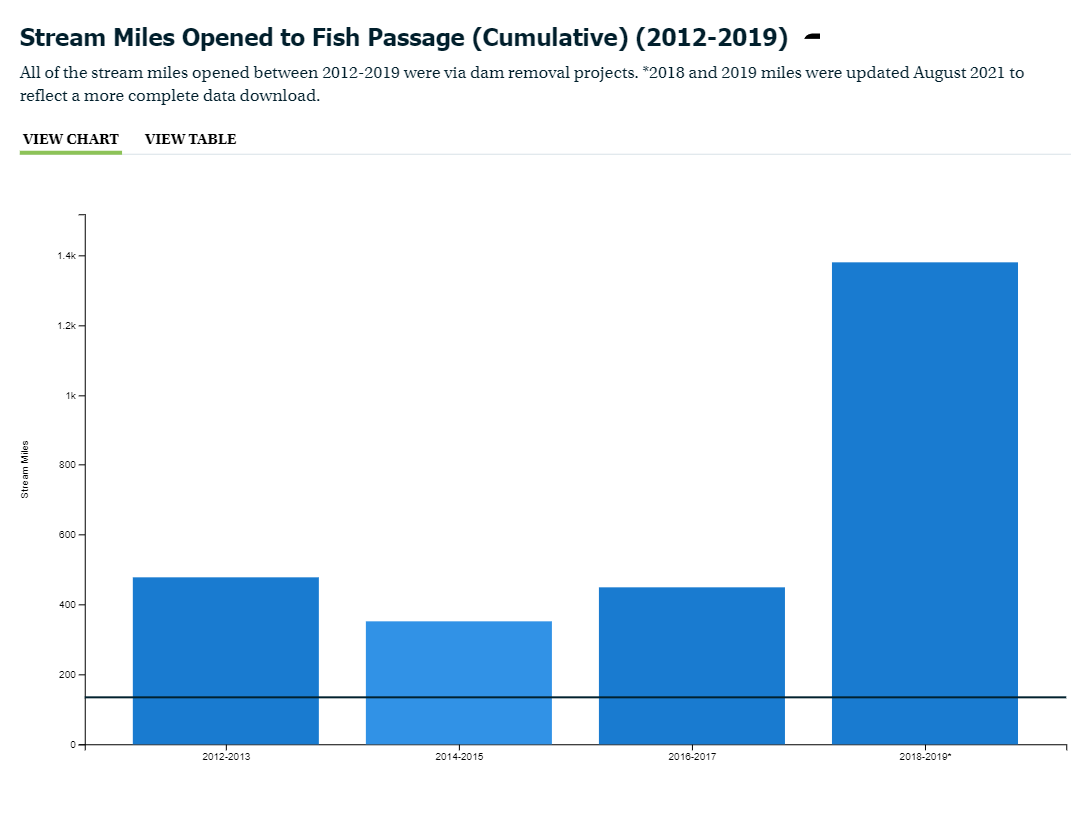 Stream Miles Opened to Fish Passage (Cumulative) (2012-2019)
All of the stream miles opened between 2012-2019 were via dam removal projects. *2018 and 2019 miles were updated August 2021 to
reflect a more complete data download.
VIEW CHART VIEW TABLE
1.4k
1.2k
1k
800
600
400
200
0
Stream Miles
2012-2013 2014-2015 2016-2017 2018-2019*